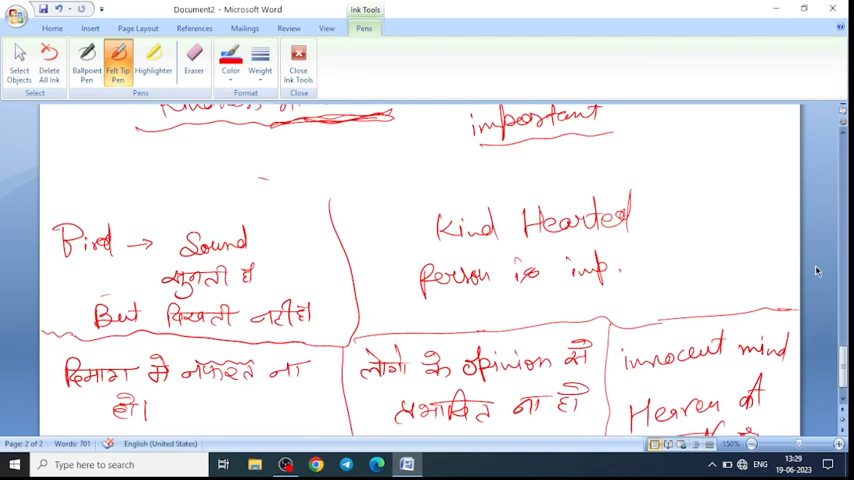 Document2 - Microsoft Word
Ink Tools
Home Insert Page Layout References Mailings Review View Pens
Select Objects
Delete All Ink
Ballpoint Pen
Felt Tip Pen
Highlighter
Eraser
Color
Weight
Close Ink Tools
Select Pens Format Close
important
Bird → Sound
सुनती है
But दिखती नहीं है
Kind Hearted
Person is imp.
दिमाग मे नफरत ना
हो।
लोगो के opinion से
प्रभावित ना हो
innocent mind
Page: 2 of 2 Words: 701 English (United States) 150%
Type here to search
ENG
13:29
19-06-2023